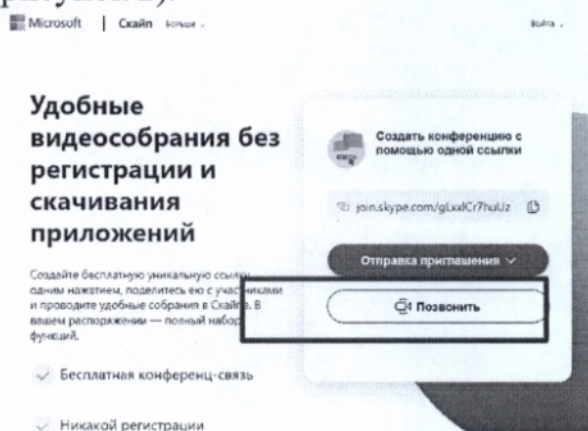 Microsoft | Скайп Больше
Войти
Удобные
видеособрания без
регистрации и
скачивания
приложений
Создайте бесплатную уникальную ссылку
одним нажатием, поделитесь ею с участниками
и проводите удобные собрания в Скайпе. В
вашем распоряжении — полный набор
функций.
Бесплатная конференц-связь
Никакой регистрации
Создать конференцию с
помощью одной ссылки
join.skype.com/gLxdCr7huUz
Отправка приглашения
Позвонить